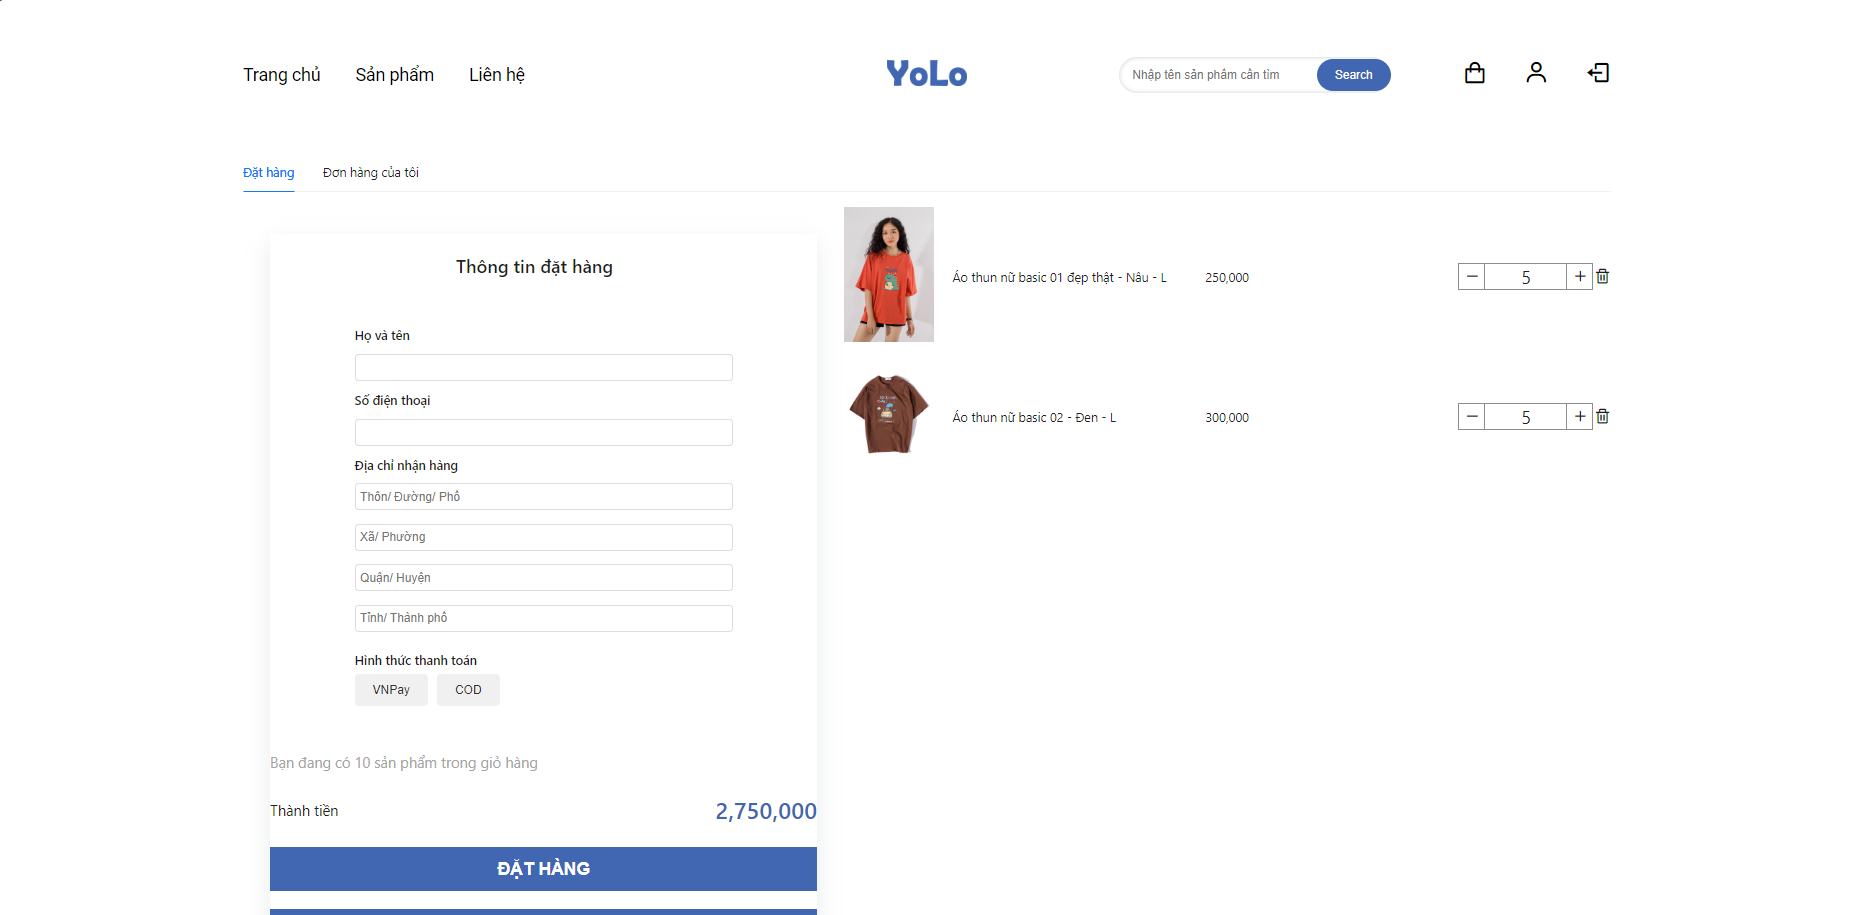 Trang chủ
Sản phẩm
Liên hệ
YoLo
Nhập tên sản phẩm cần tìm
Search
Đặt hàng
Đơn hàng của tôi
Thông tin đặt hàng
Họ và tên
Số điện thoại
Địa chỉ nhận hàng
Thôn/ Đường/ Phố
Xã/ Phường
Quận/ Huyện
Tỉnh/ Thành phố
Hình thức thanh toán
VNPay
COD
Bạn đang có 10 sản phẩm trong giỏ hàng
Thành tiền
2,750,000
ĐẶT HÀNG
Áo thun nữ basic 01 đẹp thật - Nâu - L
250,000
5
Áo thun nữ basic 02 - Đen - L
300,000
5